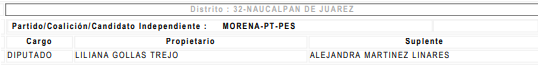 Distrito : 32-NAUCALPAN DE JUAREZ
Partido/Coalición/Candidato Independiente : MORENA-PT-PES
Cargo Propietario Suplente
DIPUTADO LILIANA GOLLAS TREJO ALEJANDRA MARTINEZ LINARES